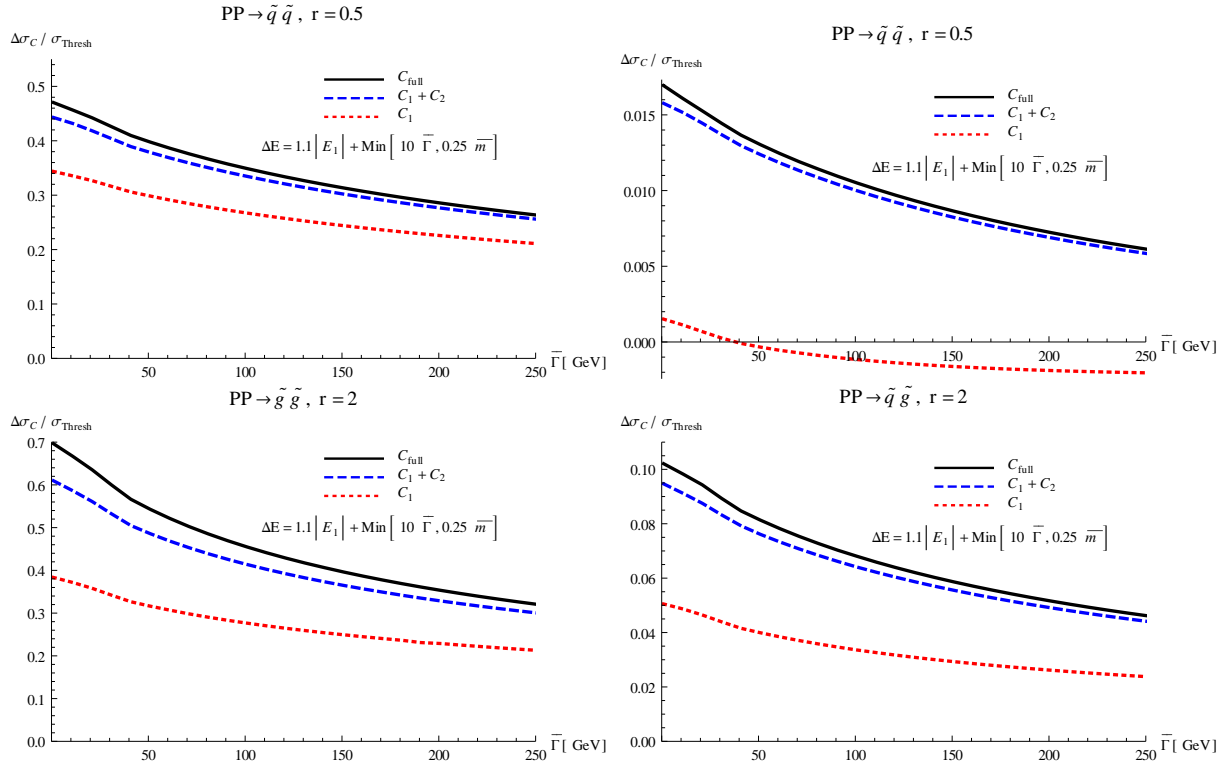 PP → q̃ q̃ , r = 0.5
Δσ_C / σ_Thresh
C_full
C_1 + C_2
C_1
ΔE = 1.1 | E_1 | + Min [ 10 Γ̅ , 0.25 m̅ ]
0.5
0.4
0.3
0.2
0.1
0.0
50 100 150 200 250
Γ̅ [ GeV]
PP → q̃ q̃ , r = 0.5
Δσ_C / σ_Thresh
C_full
C_1 + C_2
C_1
ΔE = 1.1 | E_1 | + Min [ 10 Γ̅ , 0.25 m̅ ]
0.015
0.010
0.005
0.000
50 100 150 200 250
Γ̅ [ GeV]
PP → g̃ g̃ , r = 2
Δσ_C / σ_Thresh
C_full
C_1 + C_2
C_1
ΔE = 1.1 | E_1 | + Min [ 10 Γ̅ , 0.25 m̅ ]
0.7
0.6
0.5
0.4
0.3
0.2
0.1
0.0
50 100 150 200 250
Γ̅ [ GeV]
PP → q̃ g̃ , r = 2
Δσ_C / σ_Thresh
C_full
C_1 + C_2
C_1
ΔE = 1.1 | E_1 | + Min [ 10 Γ̅ , 0.25 m̅ ]
0.10
0.08
0.06
0.04
0.02
0.00
50 100 150 200 250
Γ̅ [ GeV]